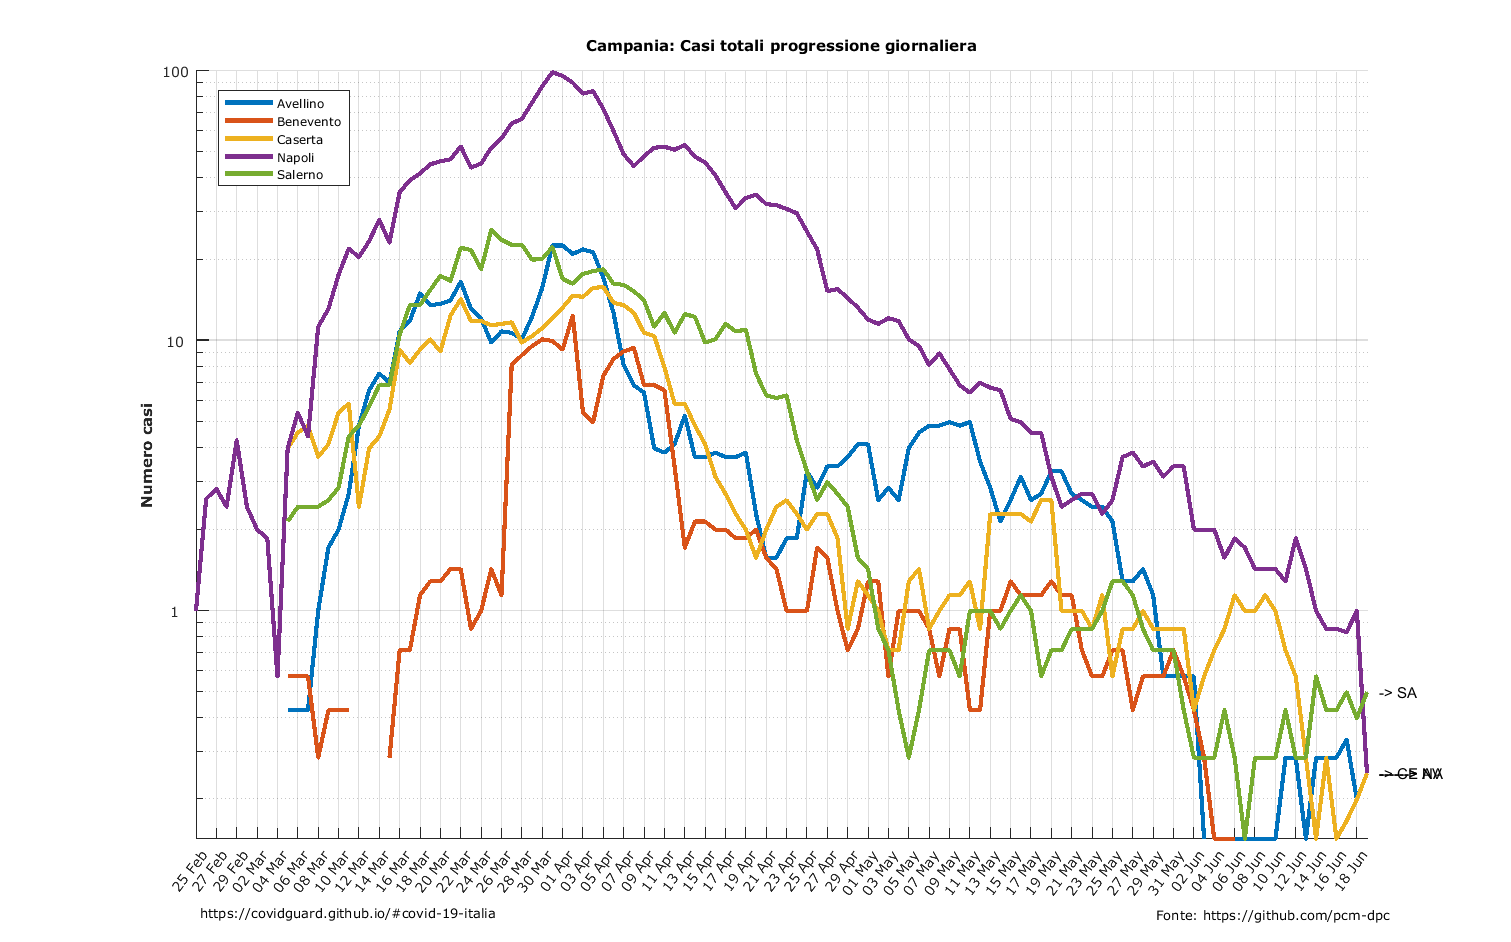 Campania: Casi totali progressione giornaliera
100
10
1
Numero casi
Avellino
Benevento
Caserta
Napoli
Salerno
-> SA
-> CE
25 Feb
27 Feb
29 Feb
02 Mar
04 Mar
06 Mar
08 Mar
10 Mar
12 Mar
14 Mar
16 Mar
18 Mar
20 Mar
22 Mar
24 Mar
26 Mar
28 Mar
30 Mar
01 Apr
03 Apr
05 Apr
07 Apr
09 Apr
11 Apr
13 Apr
15 Apr
17 Apr
19 Apr
21 Apr
23 Apr
25 Apr
27 Apr
29 Apr
01 May
03 May
05 May
07 May
09 May
11 May
13 May
15 May
17 May
19 May
21 May
23 May
25 May
27 May
29 May
31 May
02 Jun
04 Jun
06 Jun
08 Jun
10 Jun
12 Jun
14 Jun
16 Jun
18 Jun
https://covidguard.github.io/#covid-19-italia
Fonte: https://github.com/pcm-dpc